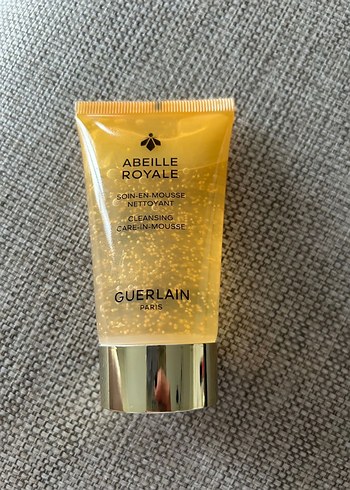 ABEILLE
ROYALE
SOIN-EN-MOUSSE
NETTOYANT
CLEANSING
CARE-IN-MOUSSE
GUERLAIN
PARIS